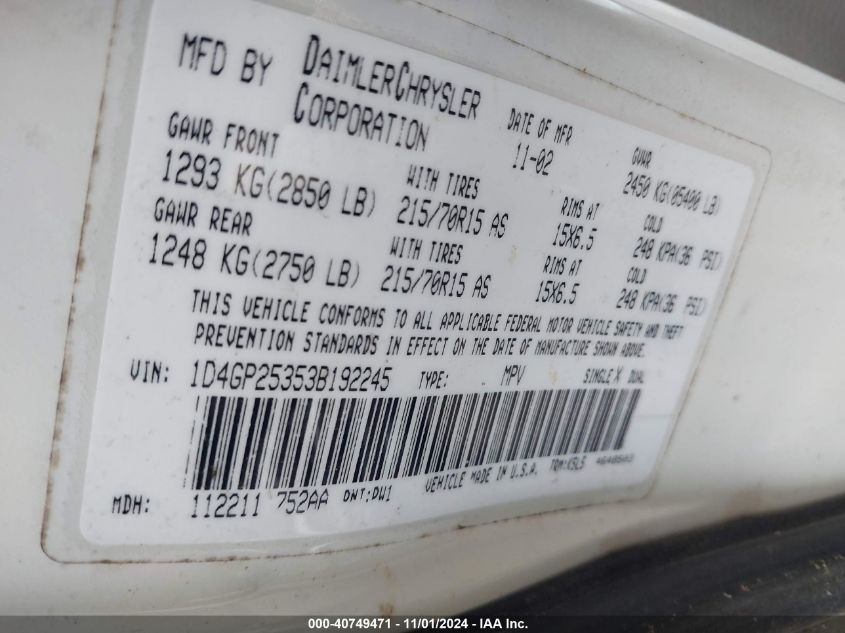 MFD BY DAIMLERCHRYSLER CORPORATION
DATE OF MFR 11-02
GVWR 2450 KG(05400 LB)
GAWR FRONT 1293 KG(2850 LB)
WITH TIRES 215/70R15 AS
RIMS AT 15X6.5
COLD 248 KPA(36 PSI)
GAWR REAR 1248 KG(2750 LB)
WITH TIRES 215/70R15 AS
RIMS AT 15X6.5
COLD 248 KPA(36 PSI)
THIS VEHICLE CONFORMS TO ALL APPLICABLE FEDERAL MOTOR VEHICLE SAFETY AND THEFT
PREVENTION STANDARDS IN EFFECT ON THE DATE OF MANUFACTURE SHOWN ABOVE.
VIN: 1D4GP25353B192245 TYPE: MPV SINGLE X DUAL
MDH: 112211 752AA PNT:PW1 VEHICLE MADE IN U.S.A. TRM:K5L5
000-40749471 - 11/01/2024 - IAA Inc.